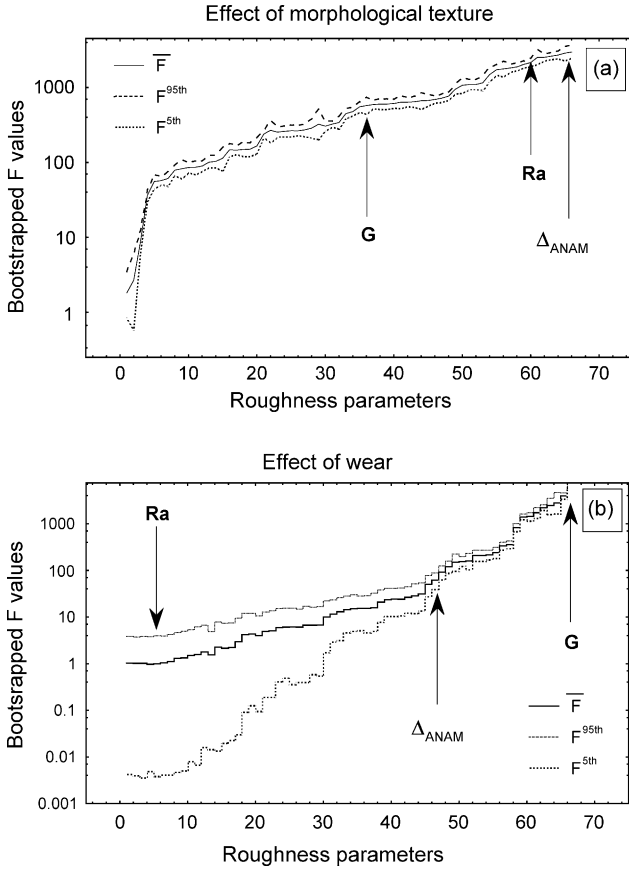 Effect of morphological texture
(a)
F
F95th
F5th
1000
100
10
1
Bootstrapped F values
G
Ra
ΔANAM
0 10 20 30 40 50 60 70
Roughness parameters
Effect of wear
(b)
Ra
1000
100
10
1
0.1
0.01
0.001
Bootsrapped F values
G
ΔANAM
F
F95th
F5th
0 10 20 30 40 50 60 70
Roughness parameters